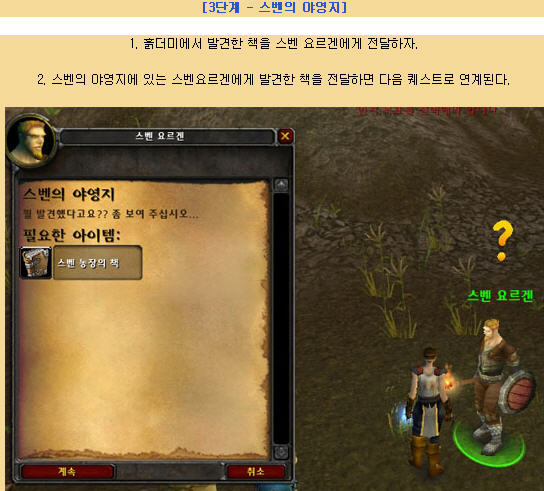 [3단계 - 스벤의 야영지]
1. 흙더미에서 발견한 책을 스벤 요르겐에게 전달하자.
2. 스벤의 야영지에 있는 스벤요르겐에게 발견한 책을 전달하면 다음 퀘스트로 연계된다.
스벤 요르겐
스벤의 야영지
뭘 발견했다고요?? 좀 보여 주십시오...
필요한 아이템:
스벤 농장의 책
?
스벤 요르겐
계속
취소